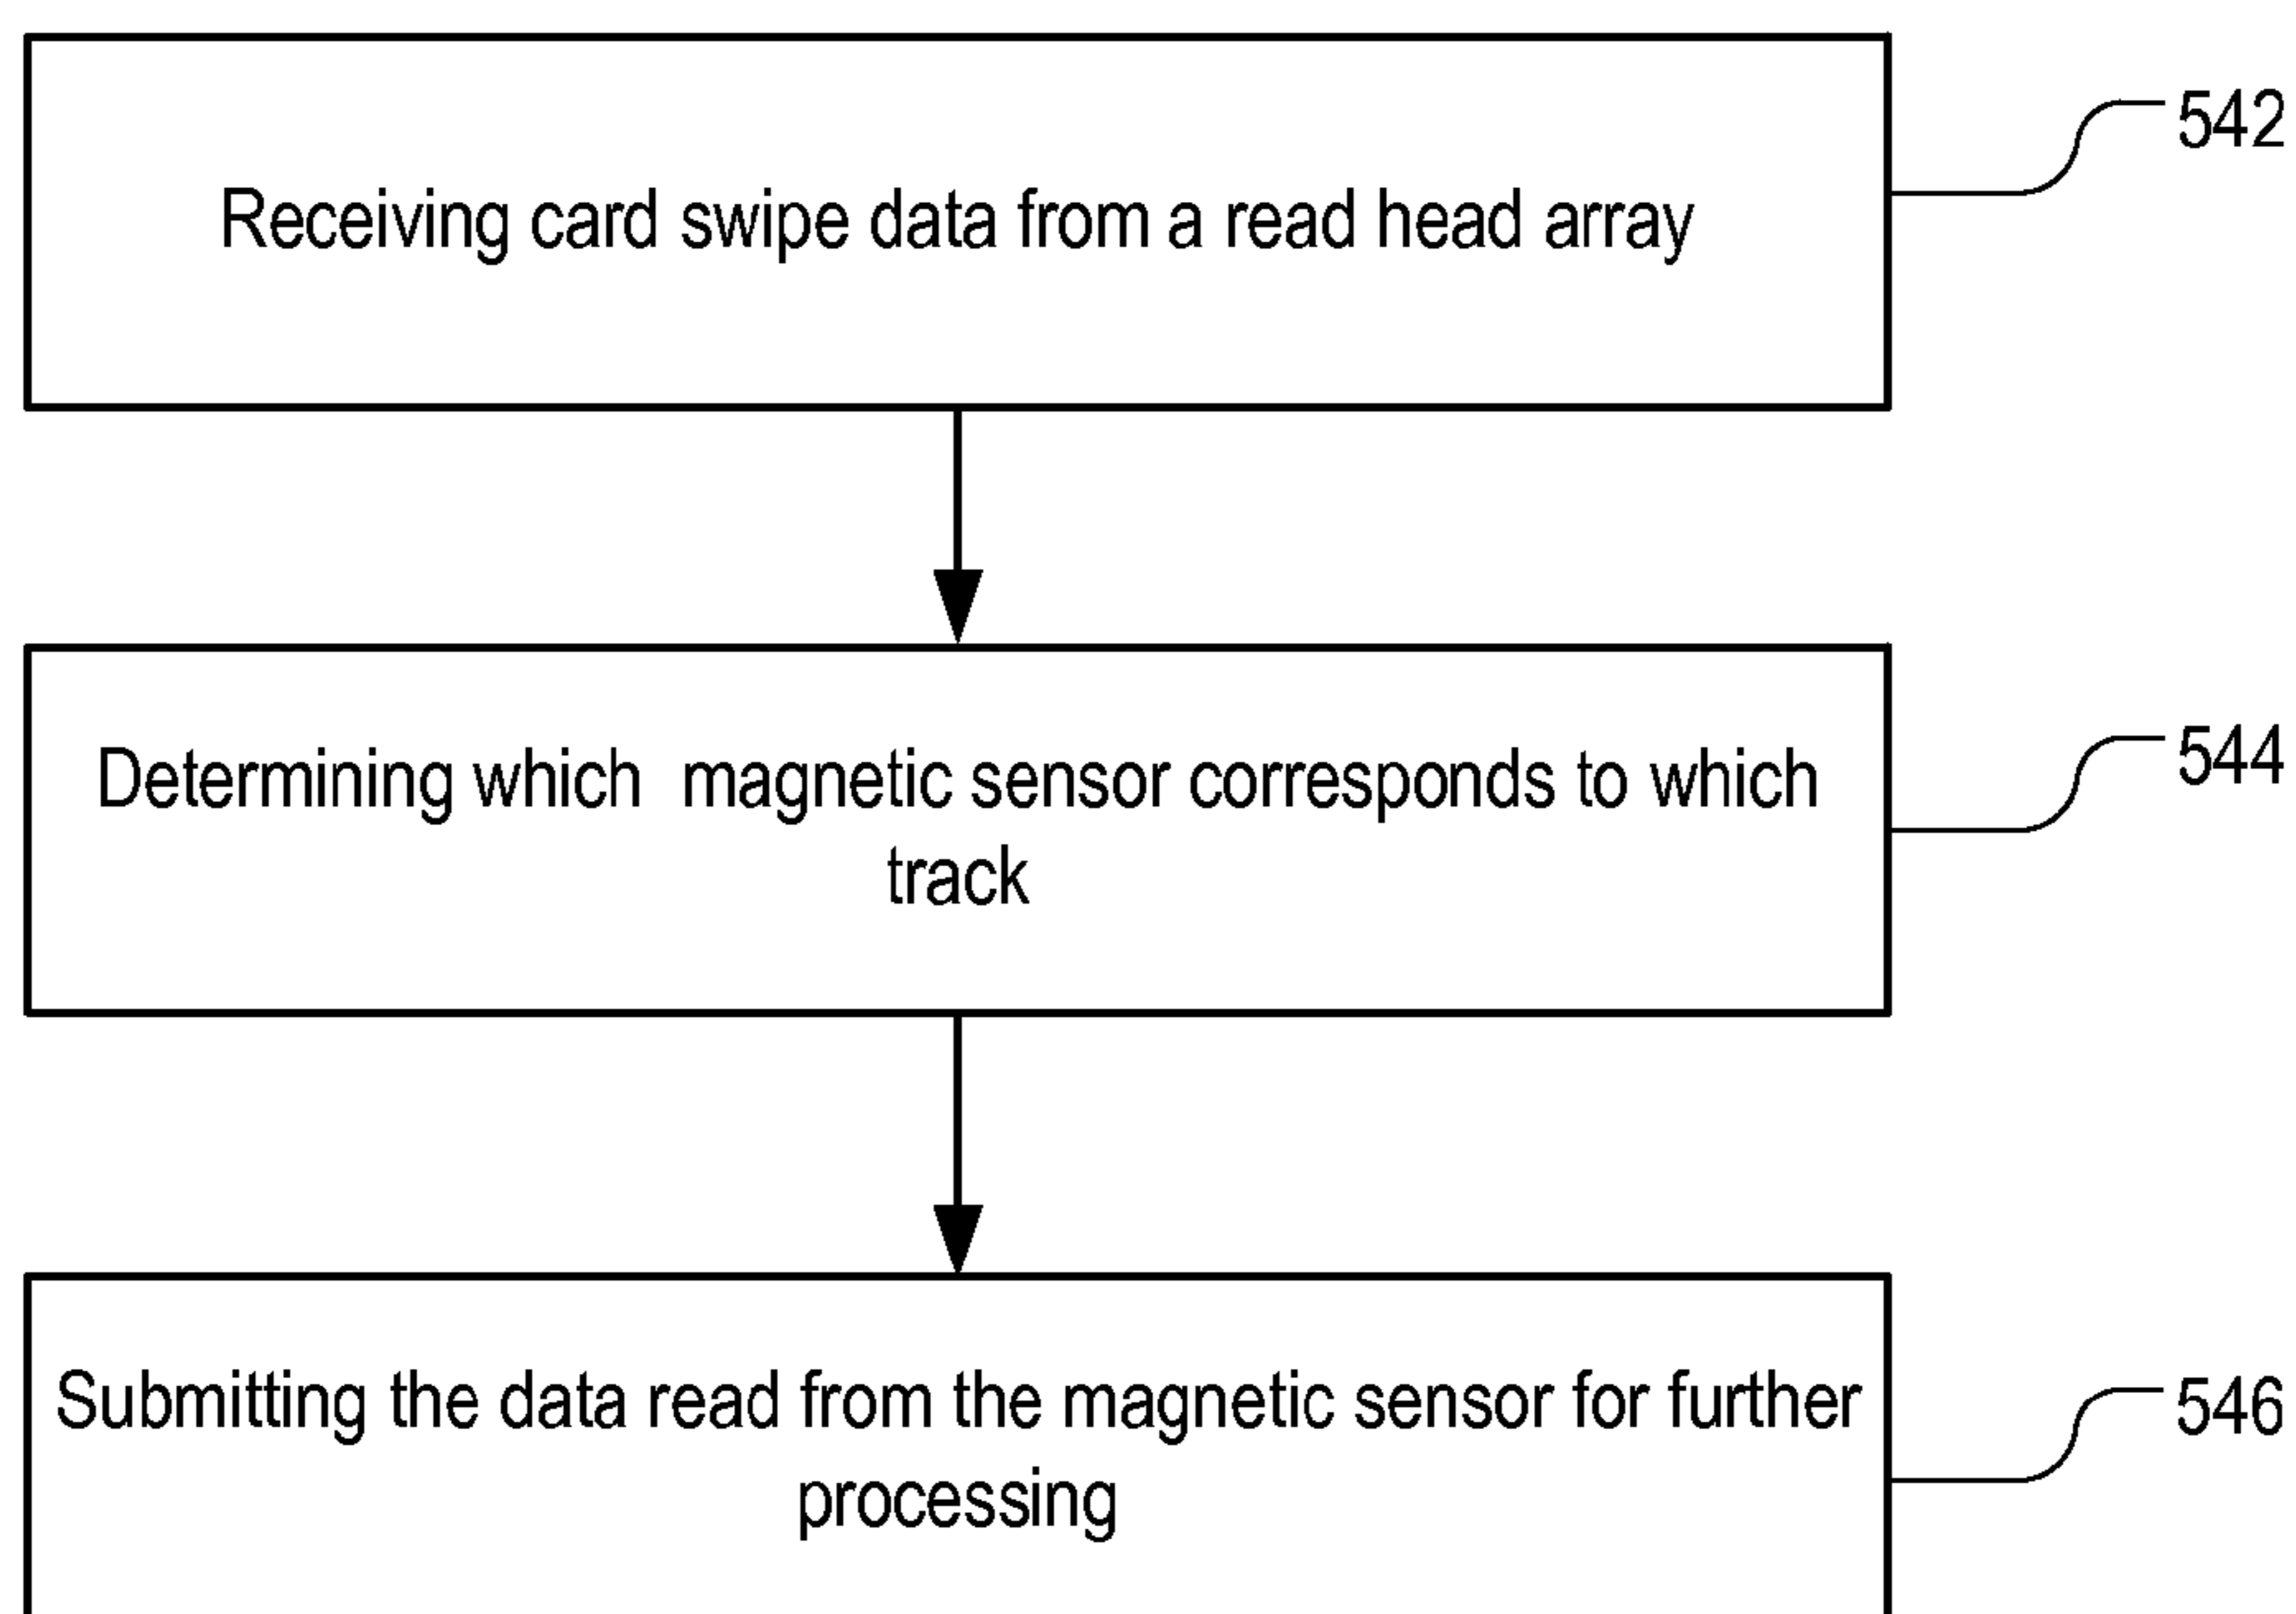 Receiving card swipe data from a read head array
542
Determining which magnetic sensor corresponds to which
track
544
Submitting the data read from the magnetic sensor for further
processing
546